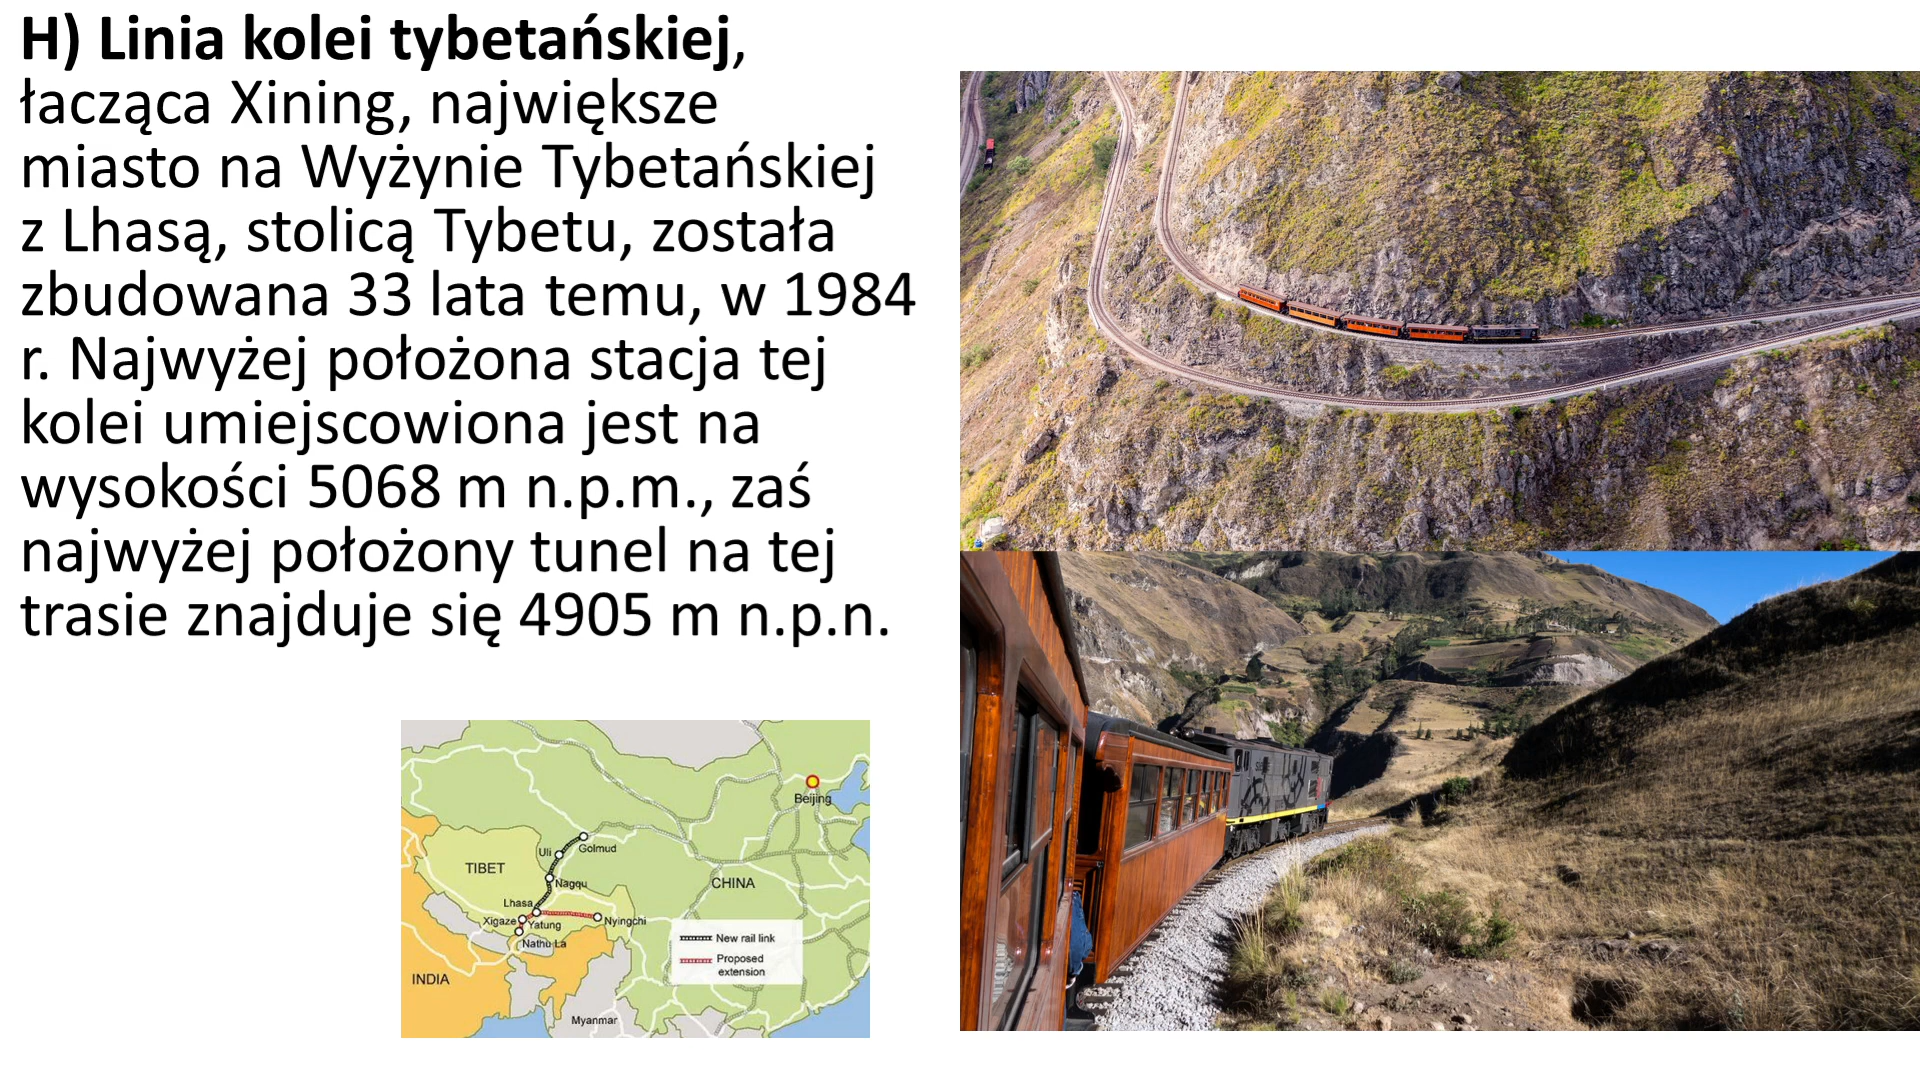 H) Linia kolei tybetańskiej,
łacząca Xining, największe
miasto na Wyżynie Tybetańskiej
z Lhasą, stolicą Tybetu, została
zbudowana 33 lata temu, w 1984
r. Najwyżej położona stacja tej
kolei umiejscowiona jest na
wysokości 5068 m n.p.m., zaś
najwyżej położony tunel na tej
trasie znajduje się 4905 m n.p.n.
Beijing
Golmud
Uli
TIBET
Nagqu
CHINA
Lhasa
Xigaze
Yatung
Nyingchi
Nathu La
New rail link
Proposed
extension
INDIA
Myanmar